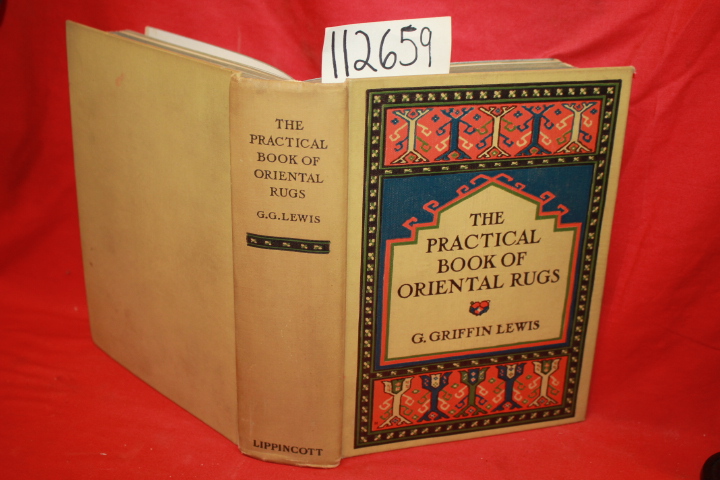 112659
THE
PRACTICAL
BOOK OF
ORIENTAL
RUGS
G.G.LEWIS
LIPPINCOTT
THE
PRACTICAL
BOOK OF
ORIENTAL RUGS
G. GRIFFIN LEWIS